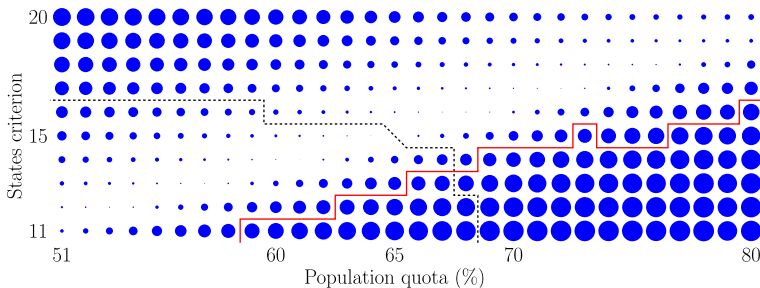 20
15
11
States criterion
51 60 65 70 80
Population quota (%)